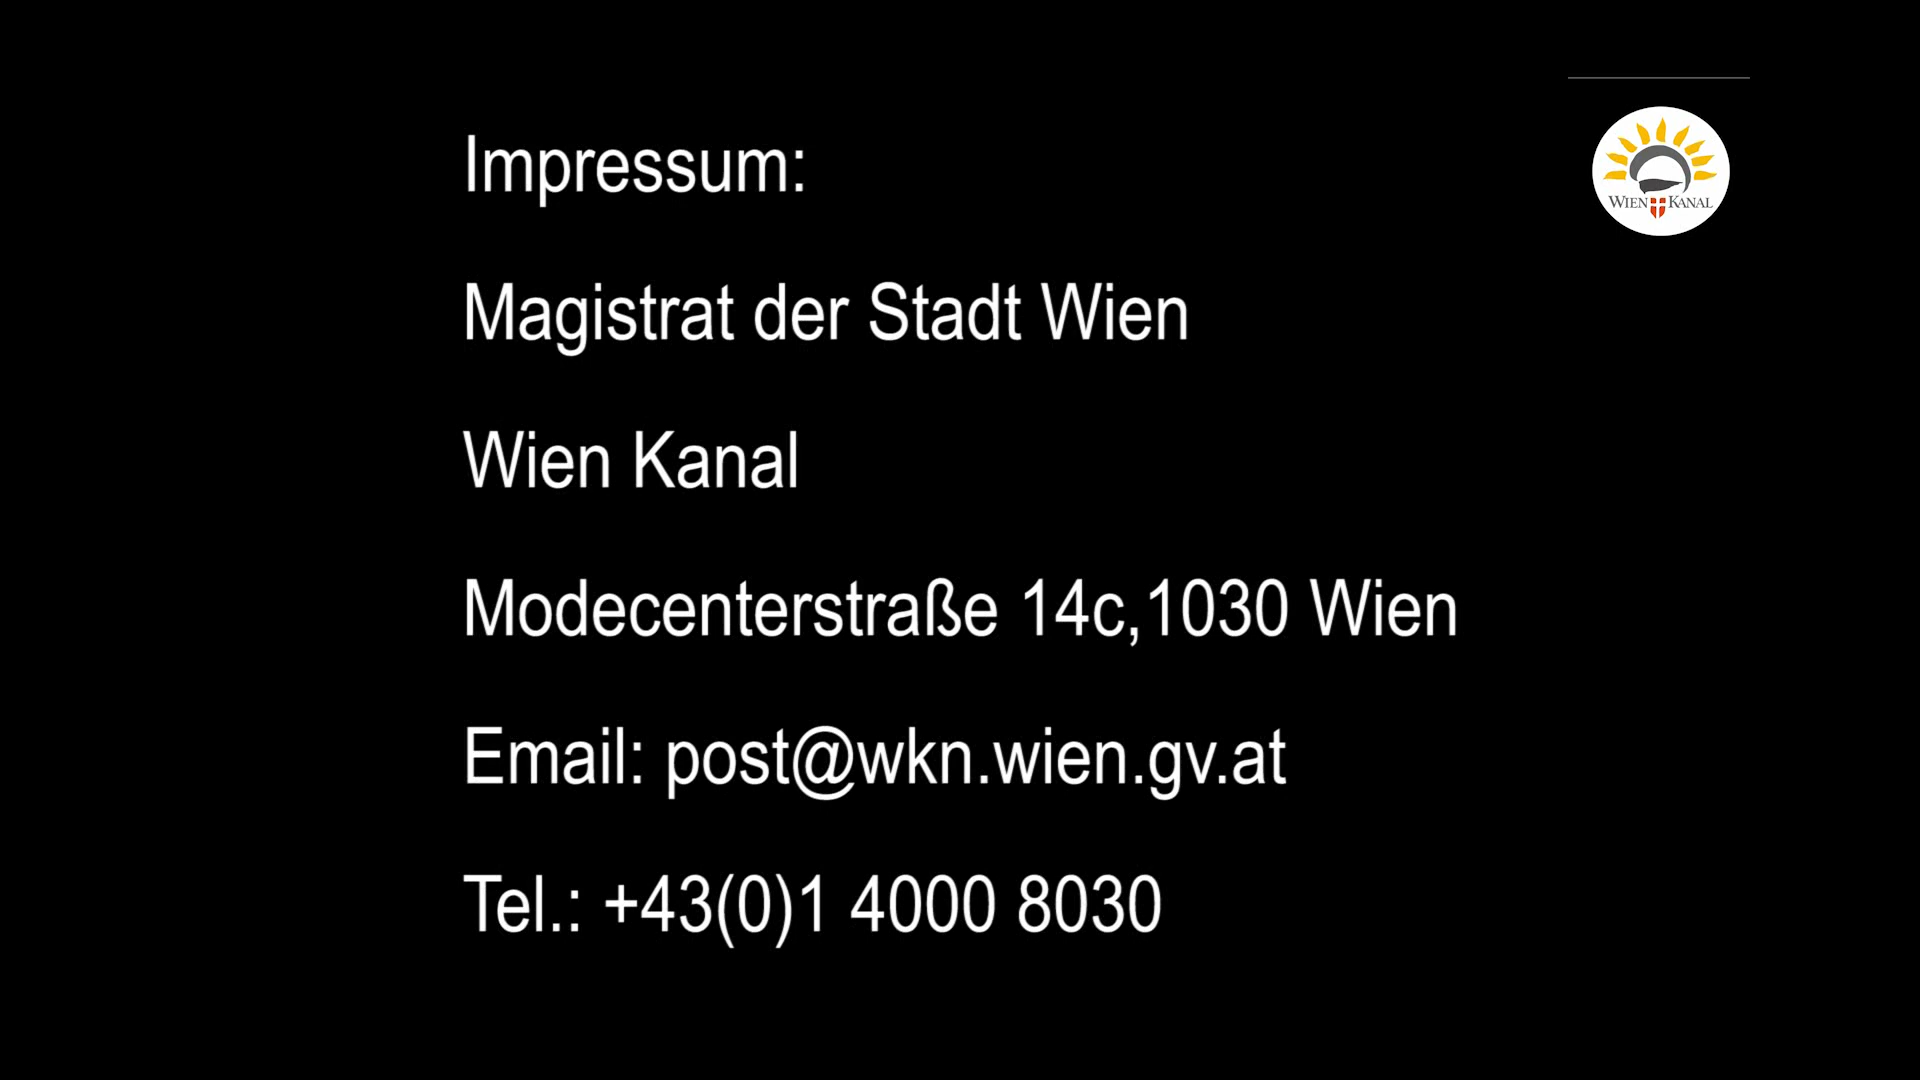 Impressum:
WIEN KANAL
Magistrat der Stadt Wien
Wien Kanal
Modecenterstraße 14c,1030 Wien
Email: post@wkn.wien.gv.at
Tel.: +43(0)1 4000 8030